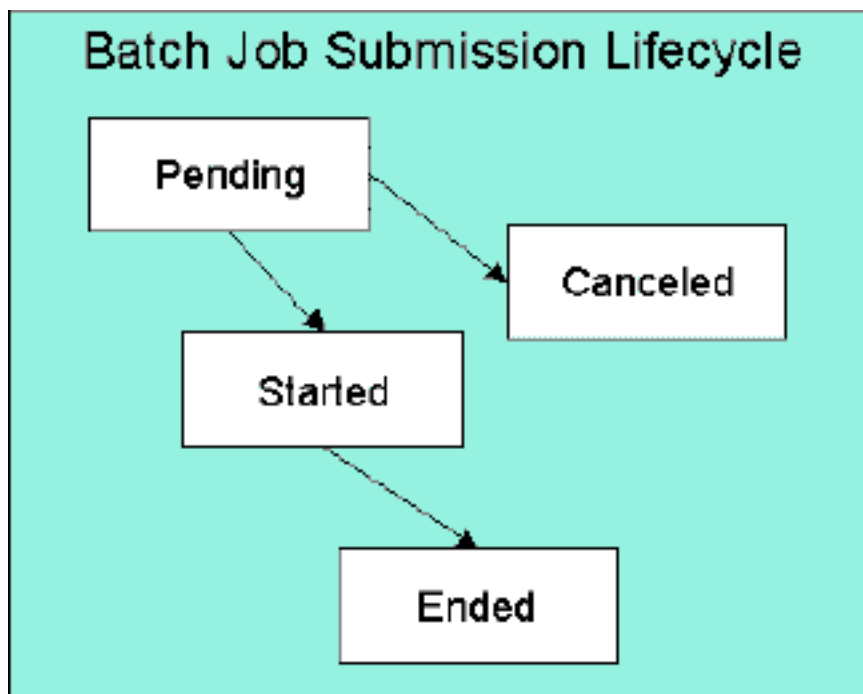 Batch Job Submission Lifecycle
Pending
Canceled
Started
Ended